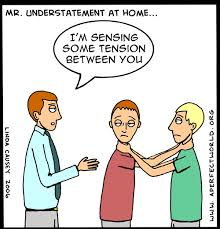 MR. UNDERSTATEMENT AT HOME...
I'M SENSING
SOME TENSION
BETWEEN YOU
LINDA CAUSEY 2006
WWW.APERFECTWORLD.ORG